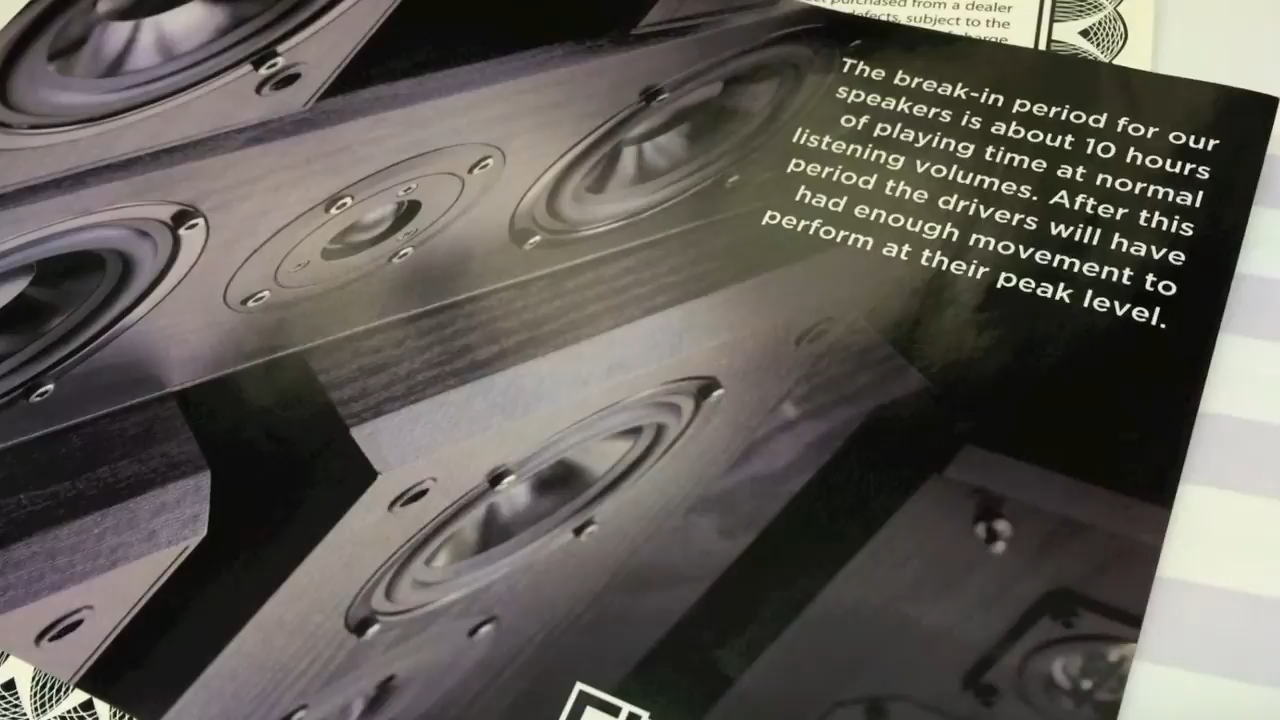 purchased from a dealer
defects, subject to the
The break-in period for our
speakers is about 10 hours
of playing time at normal
listening volumes. After this
period the drivers will have
had enough movement to
perform at their peak level.